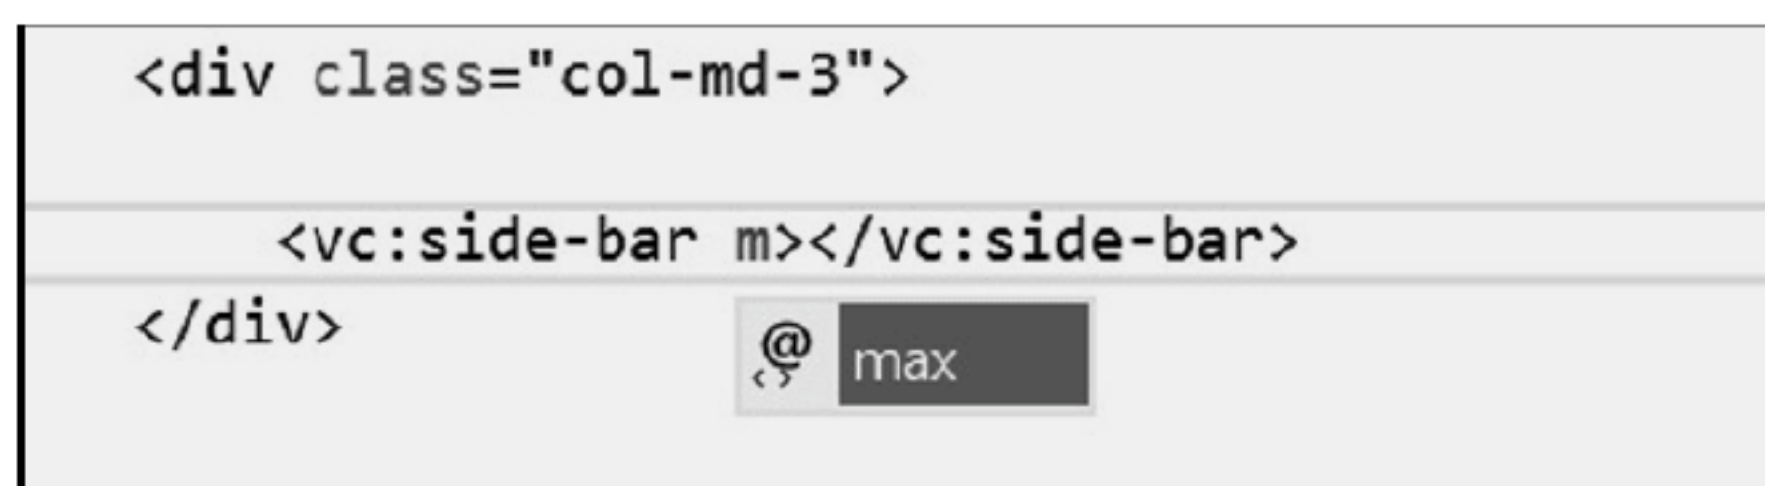 <div class="col-md-3">
<vc:side-bar m></vc:side-bar>
</div>
@
<> max